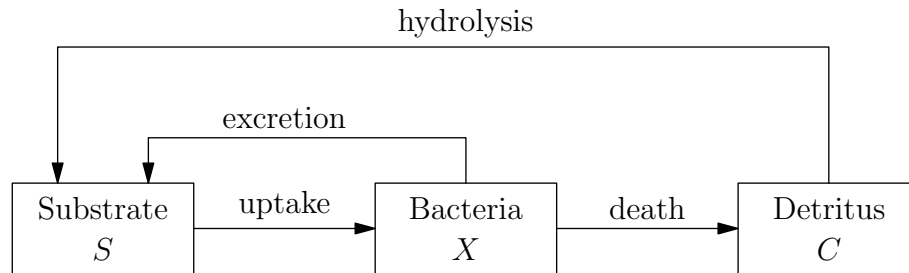 hydrolysis
excretion
Substrate
S
uptake
Bacteria
X
death
Detritus
C